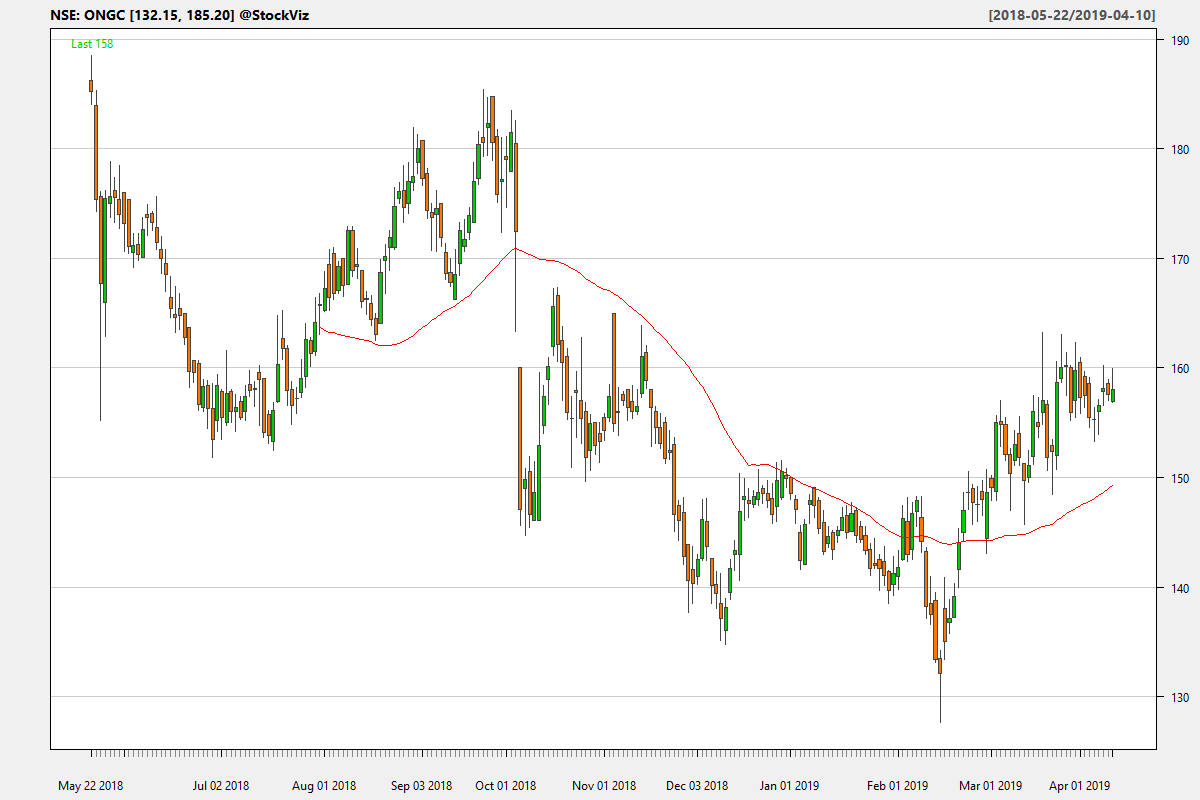 NSE: ONGC [132.15, 185.20] @StockViz [2018-05-22/2019-04-10]
Last 158
190
180
170
160
150
140
130
May 22 2018 Jul 02 2018 Aug 01 2018 Sep 03 2018 Oct 01 2018 Nov 01 2018 Dec 03 2018 Jan 01 2019 Feb 01 2019 Mar 01 2019 Apr 01 2019